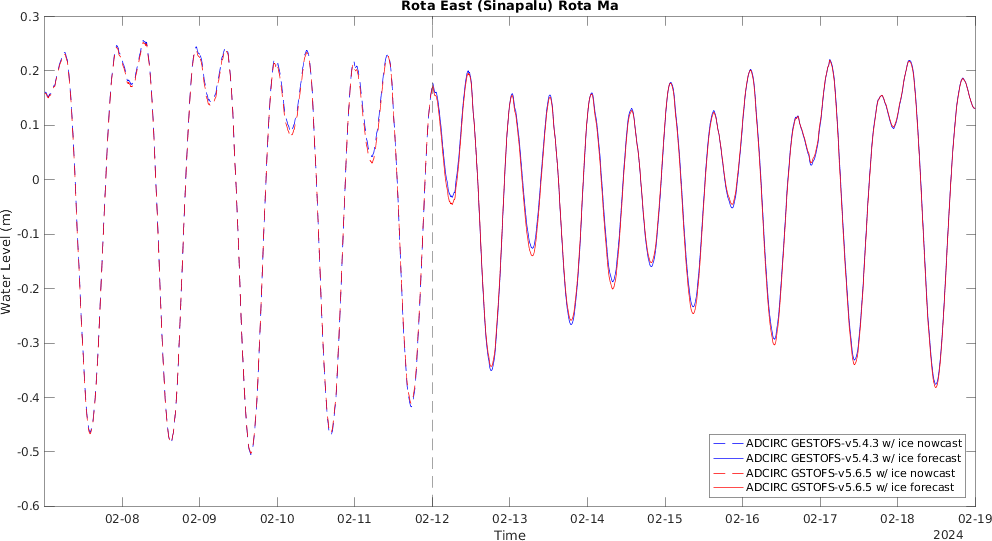 Rota East (Sinapalu) Rota Ma
0.3
0.2
0.1
0
-0.1
-0.2
-0.3
-0.4
-0.5
-0.6
Water Level (m)
ADCIRC GESTOFS-v5.4.3 w/ ice nowcast
ADCIRC GESTOFS-v5.4.3 w/ ice forecast
ADCIRC GSTOFS-v5.6.5 w/ ice nowcast
ADCIRC GSTOFS-v5.6.5 w/ ice forecast
02-08 02-09 02-10 02-11 02-12 02-13 02-14 02-15 02-16 02-17 02-18 02-19
Time
2024